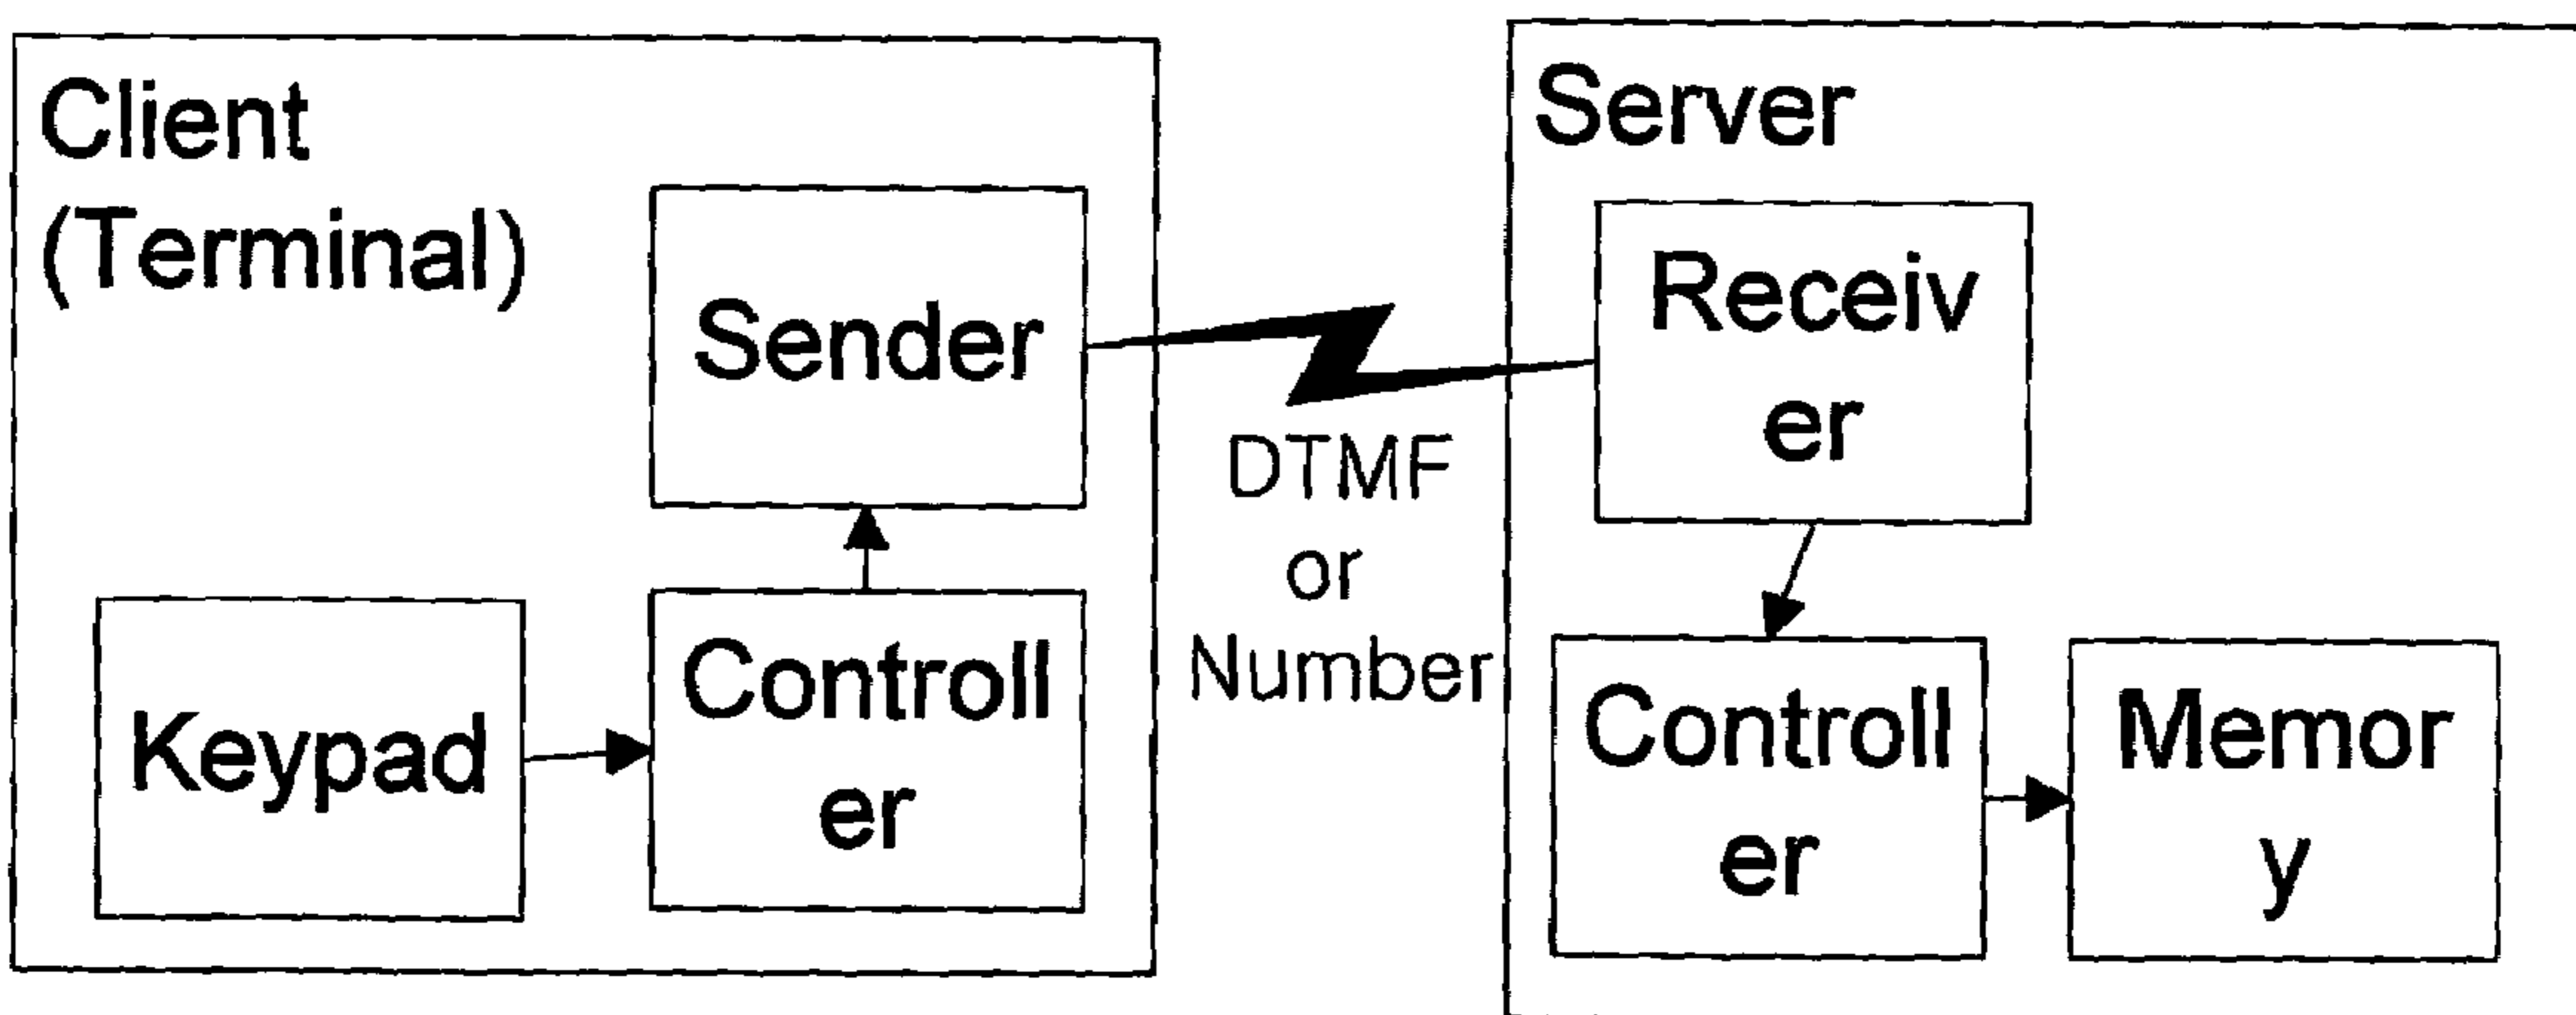 Client
(Terminal)
Sender
Keypad
Controll
er
DTMF
or
Number
Server
Receiv
er
Controll
er
Memor
y